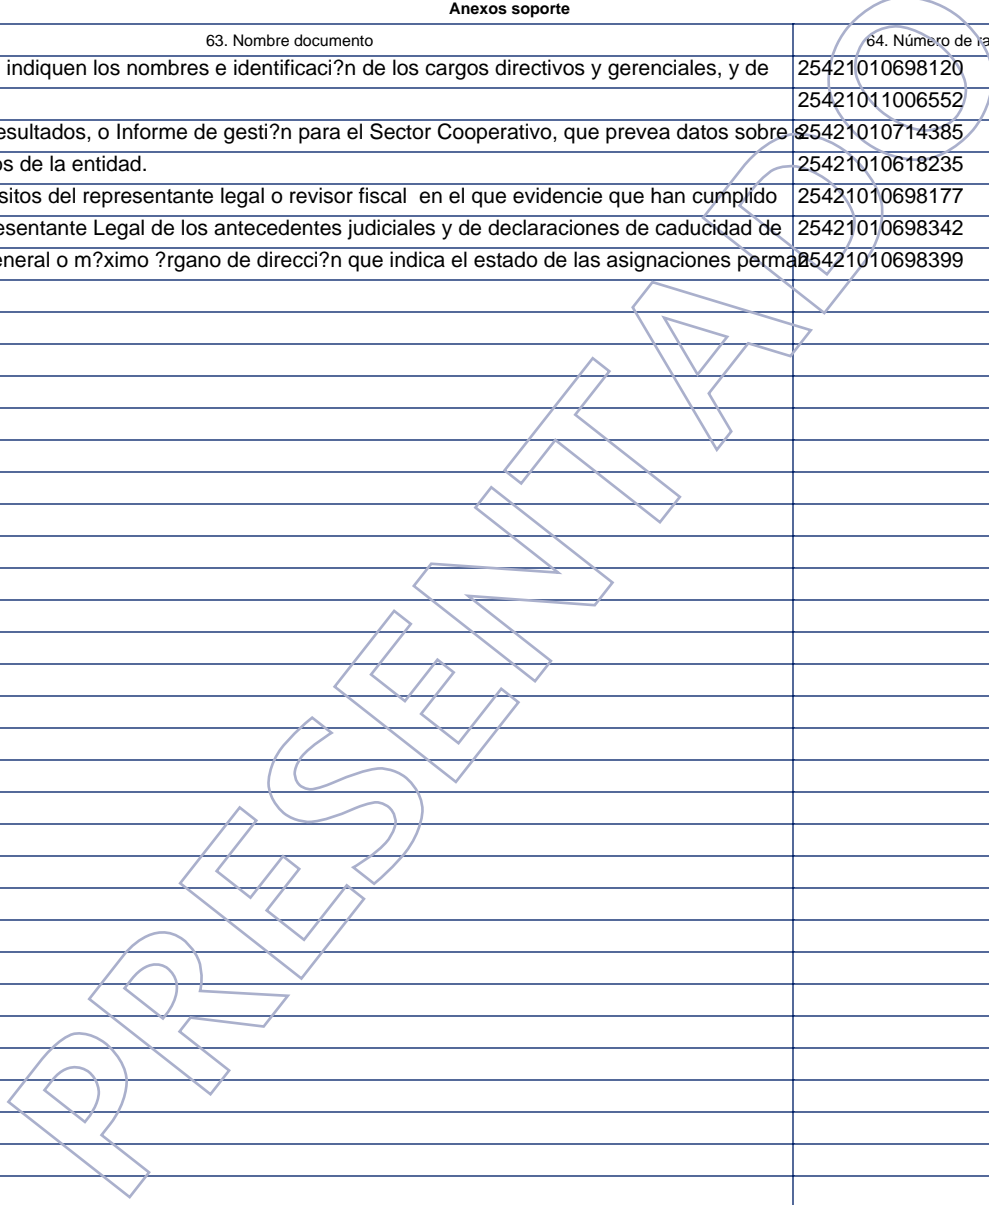 Anexos soporte
63. Nombre documento 64. Número de ra
indiquen los nombres e identificaci?n de los cargos directivos y gerenciales, y de 25421010698120
25421011006552
esultados, o Informe de gesti?n para el Sector Cooperativo, que prevea datos sobre s 25421010714385
os de la entidad. 25421010618235
sitos del representante legal o revisor fiscal en el que evidencie que han cumplido 25421010698177
esentante Legal de los antecedentes judiciales y de declaraciones de caducidad de 25421010698342
eneral o m?ximo ?rgano de direcci?n que indica el estado de las asignaciones perman 25421010698399
PRESENTADO